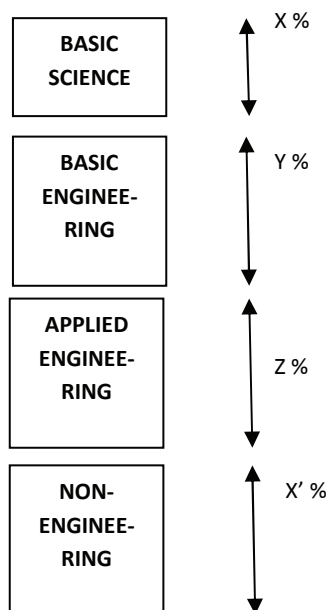 X %
BASIC
SCIENCE
BASIC
ENGINEE-
RING
Y %
APPLIED
ENGINEE-
RING
Z %
NON-
ENGINEE-
RING
X’ %